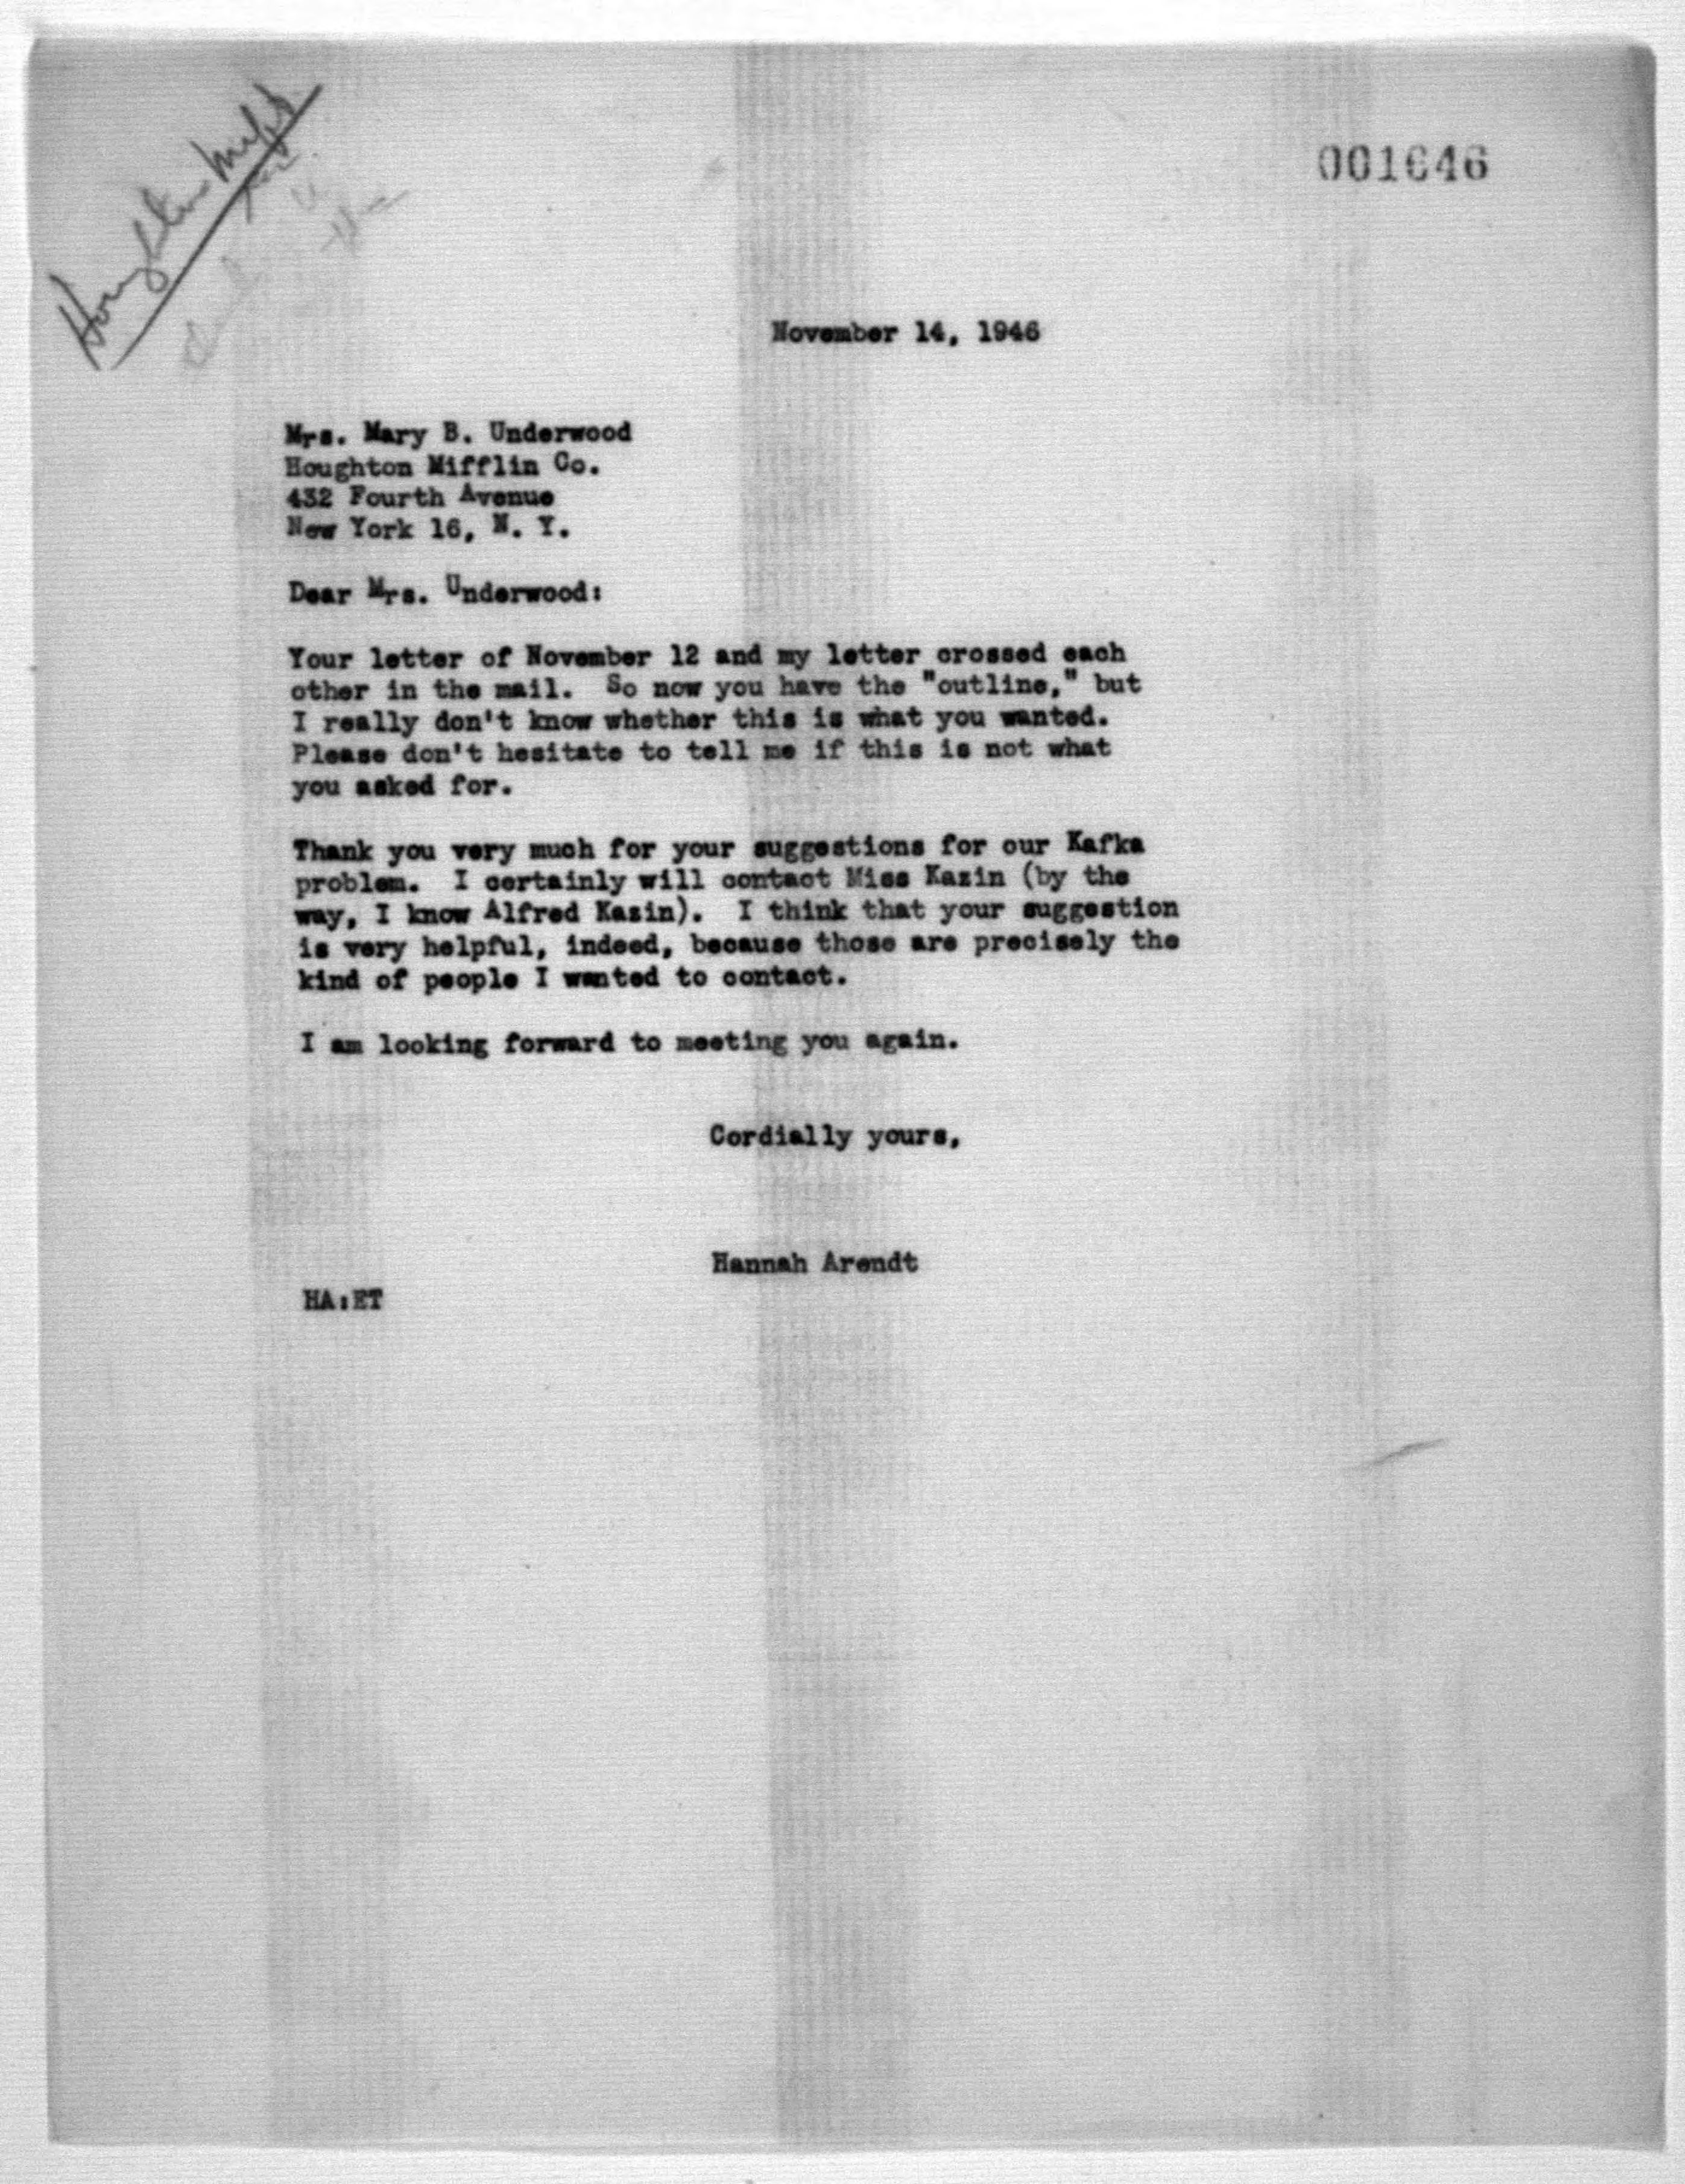 Houghton Miff
001646
November 14, 1946
Mrs. Mary B. Underwood
Houghton Mifflin Co.
432 Fourth Avenue
New York 16, N. Y.
Dear Mrs. Underwood:
Your letter of November 12 and my letter crossed each
other in the mail. So now you have the "outline," but
I really don't know whether this is what you wanted.
Please don't hesitate to tell me if this is not what
you asked for.
Thank you very much for your suggestions for our Kafka
problem. I certainly will contact Miss Kazin (by the
way, I know Alfred Kazin). I think that your suggestion
is very helpful, indeed, because those are precisely the
kind of people I wanted to contact.
I am looking forward to meeting you again.
Cordially yours,
Hannah Arendt
HA:ET